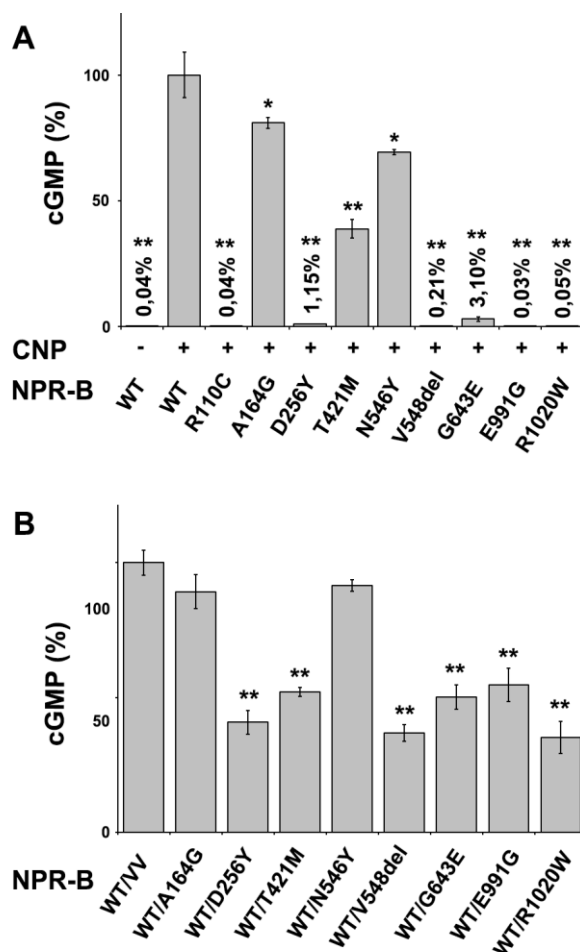 A
cGMP (%)
100
50
0
** * ** ** * ** ** ** **
0,04% 0,04% 1,15% 0,21% 3,10% 0,03% 0,05%
CNP - + + + + + + + + + +
NPR-B WT WT R110C A164G D256Y T421M N546Y V548del G643E E991G R1020W
B
cGMP (%)
100
50
0
** ** ** ** ** **
NPR-B WT/VV WT/A164G WT/D256Y WT/T421M WT/N546Y WT/V548del WT/G643E WT/E991G WT/R1020W